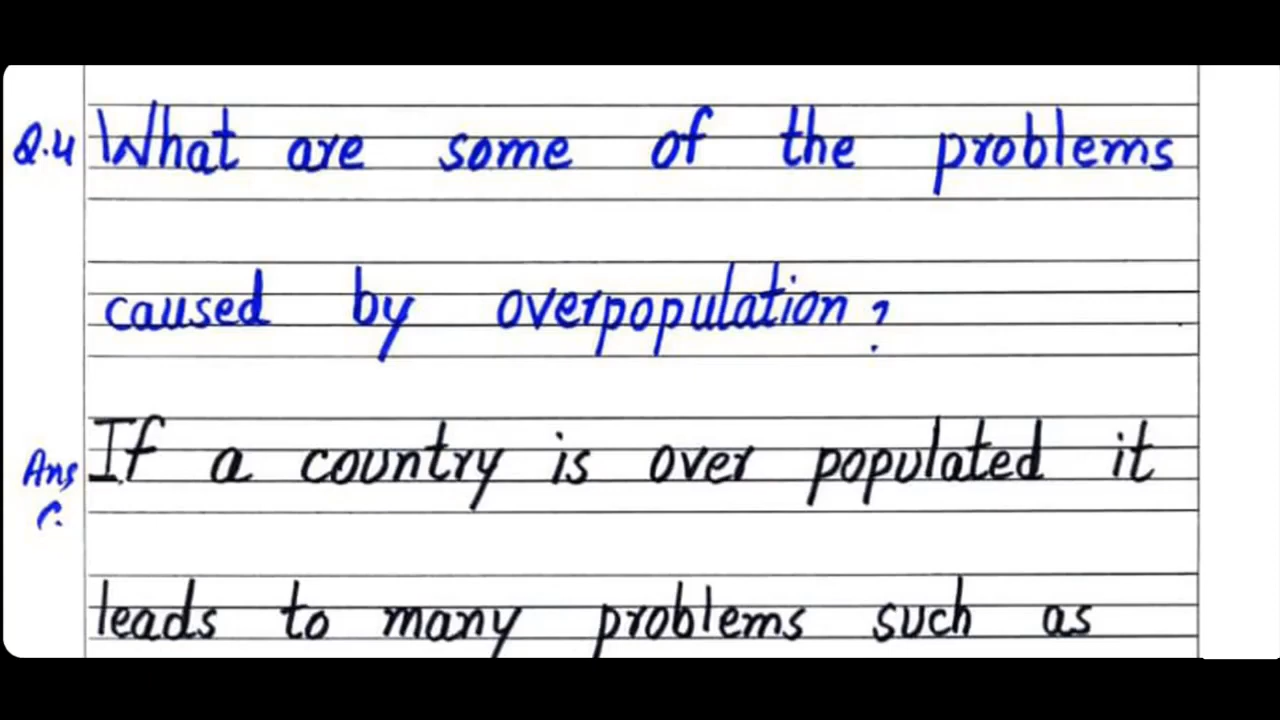 Q.4 What are some of the problems
caused by overpopulation?
Ans If a country is over populated it
leads to many problems such as